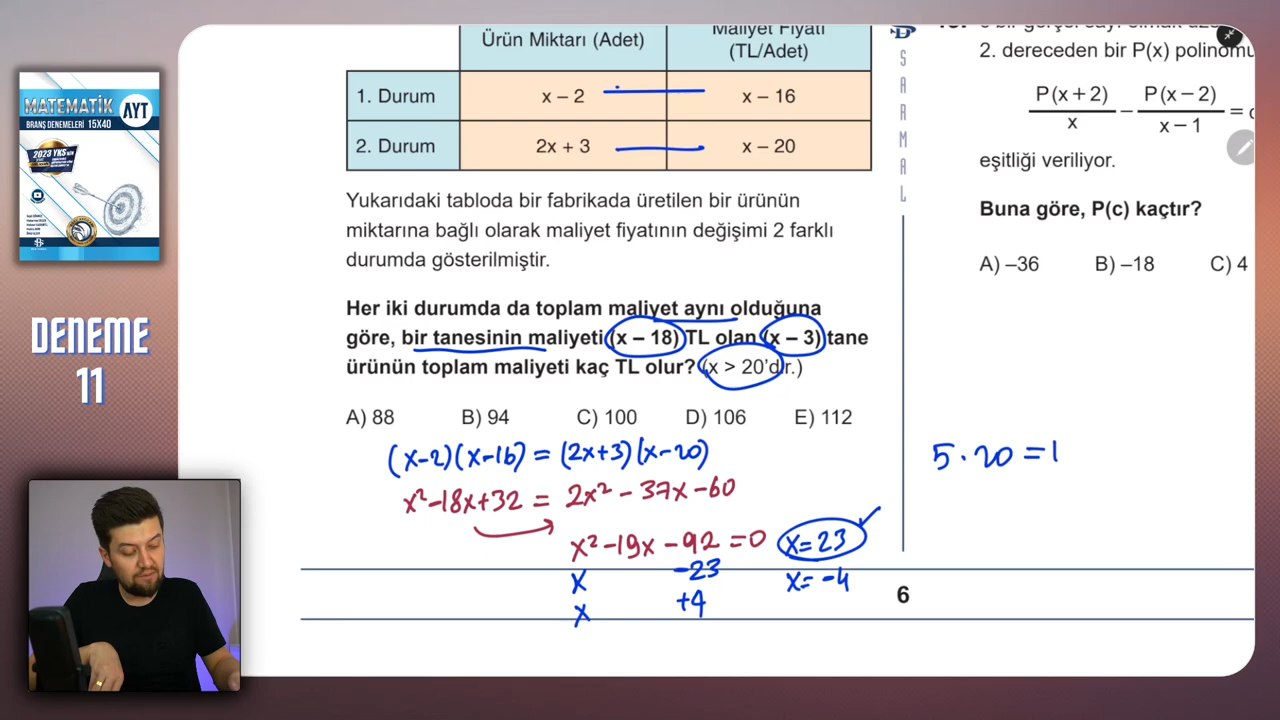 MATEMATİK AYT
BRANŞ DENEMELERİ 15X40
2023 YKS'NİN
DENEME
11
Ürün Miktarı (Adet)
Maliyet Fiyatı
(TL/Adet)
1. Durum x – 2 x – 16
2. Durum 2x + 3 x – 20
Yukarıdaki tabloda bir fabrikada üretilen bir ürünün
miktarına bağlı olarak maliyet fiyatının değişimi 2 farklı
durumda gösterilmiştir.
Her iki durumda da toplam maliyet aynı olduğuna
göre, bir tanesinin maliyeti (x – 18) TL olan (x – 3) tane
ürünün toplam maliyeti kaç TL olur? (x > 20'dir.)
A) 88 B) 94 C) 100 D) 106 E) 112
(x-2)(x-16) = (2x+3)(x-20)
x²-18x+32 = 2x² - 37x - 60
x² - 19x - 92 = 0 x = 23
x -23 x = -4
x +4
6
SARMAL
2. dereceden bir P(x) polinomu
P(x + 2)/x – P(x – 2)/x – 1 =
eşitliği veriliyor.
Buna göre, P(c) kaçtır?
A) –36 B) –18 C) 4
5 · 20 = 1